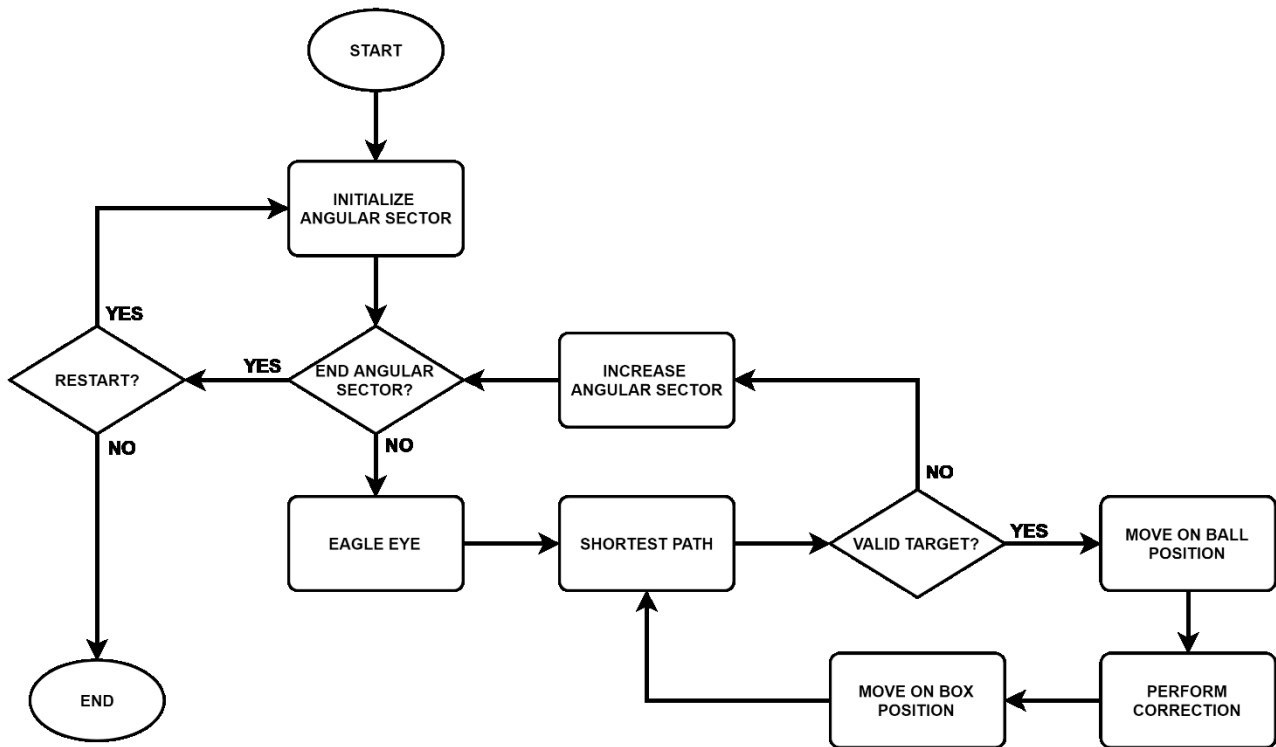 START
INITIALIZE
ANGULAR SECTOR
YES
RESTART?
YES
END ANGULAR
SECTOR?
INCREASE
ANGULAR SECTOR
NO
NO
NO
EAGLE EYE
SHORTEST PATH
VALID TARGET?
YES
MOVE ON BALL
POSITION
END
MOVE ON BOX
POSITION
PERFORM
CORRECTION